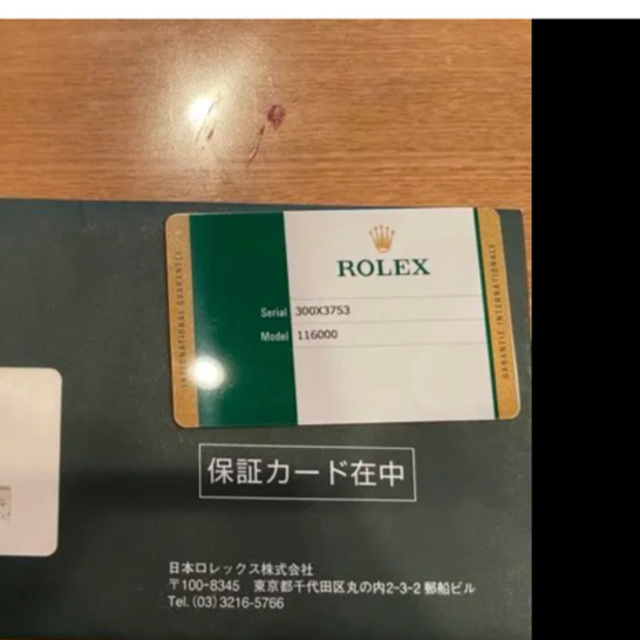 INTERNATIONAL GUARANTEE
ROLEX
GARANTIE INTERNATIONALE
Serial 300X3753
Model 116000
保証カード在中
日本ロレックス株式会社
〒100-8345 東京都千代田区丸の内2-3-2 郵船ビル
Tel. (03) 3216-5766